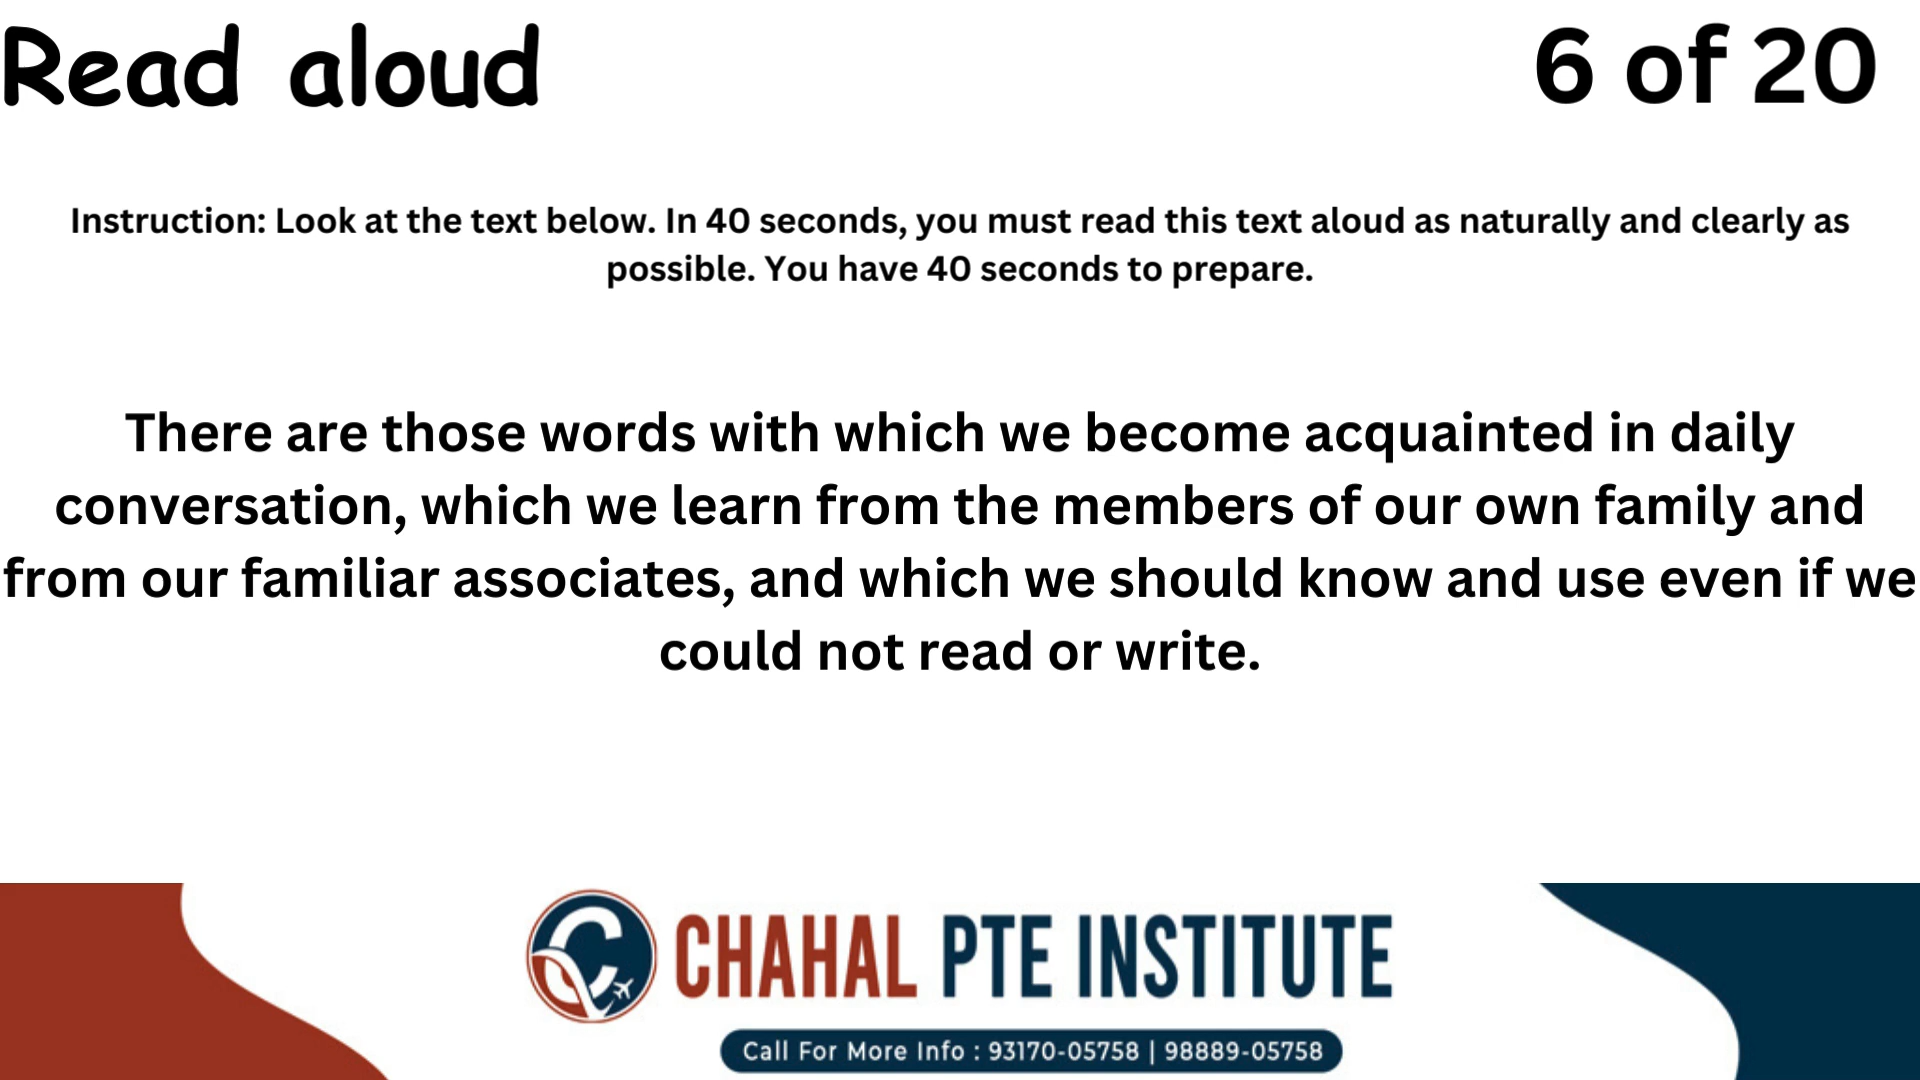 Read aloud
6 of 20
Instruction: Look at the text below. In 40 seconds, you must read this text aloud as naturally and clearly as
possible. You have 40 seconds to prepare.
There are those words with which we become acquainted in daily
conversation, which we learn from the members of our own family and
from our familiar associates, and which we should know and use even if we
could not read or write.
CHAHAL PTE INSTITUTE
Call For More Info : 93170-05758 | 98889-05758